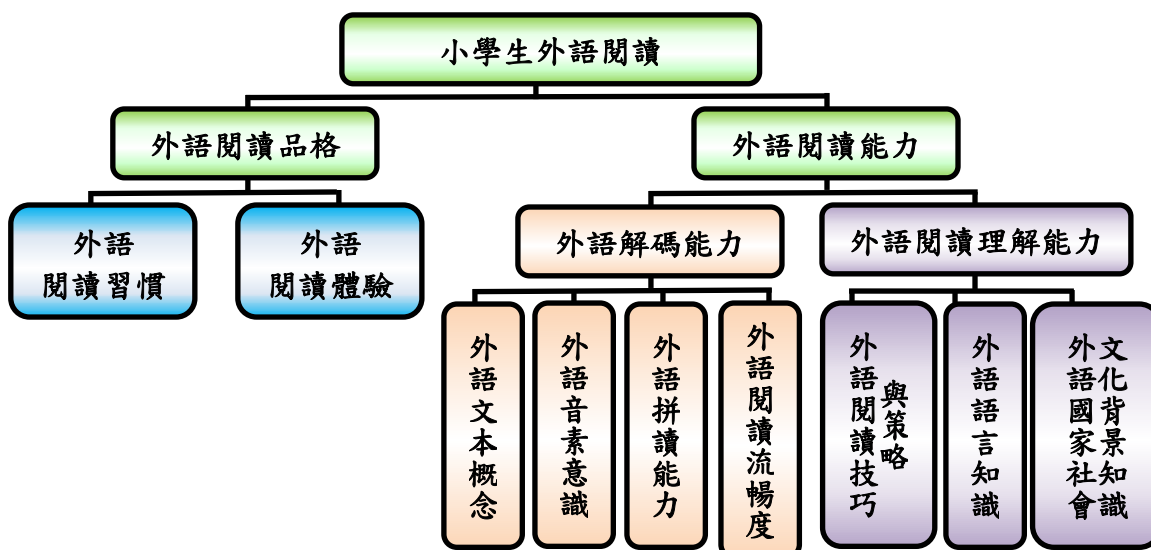 小學生外語閱讀
外語閱讀品格
外語閱讀能力
外語
閱讀習慣
外語
閱讀體驗
外語解碼能力
外語閱讀理解能力
外語文本概念
外語音素意識
外語拼讀能力
外語閱讀流暢度
外語閱讀技巧
與策略
外語語言知識
外語國家社會
文化背景知識